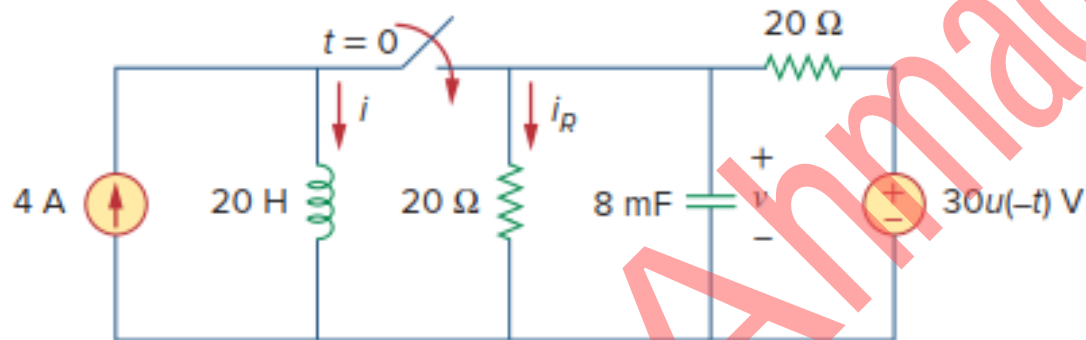 20 Ω
t = 0
i
i_R
+
4 A
20 H
20 Ω
8 mF
v
+
−
30u(−t) V
−
Ahmad